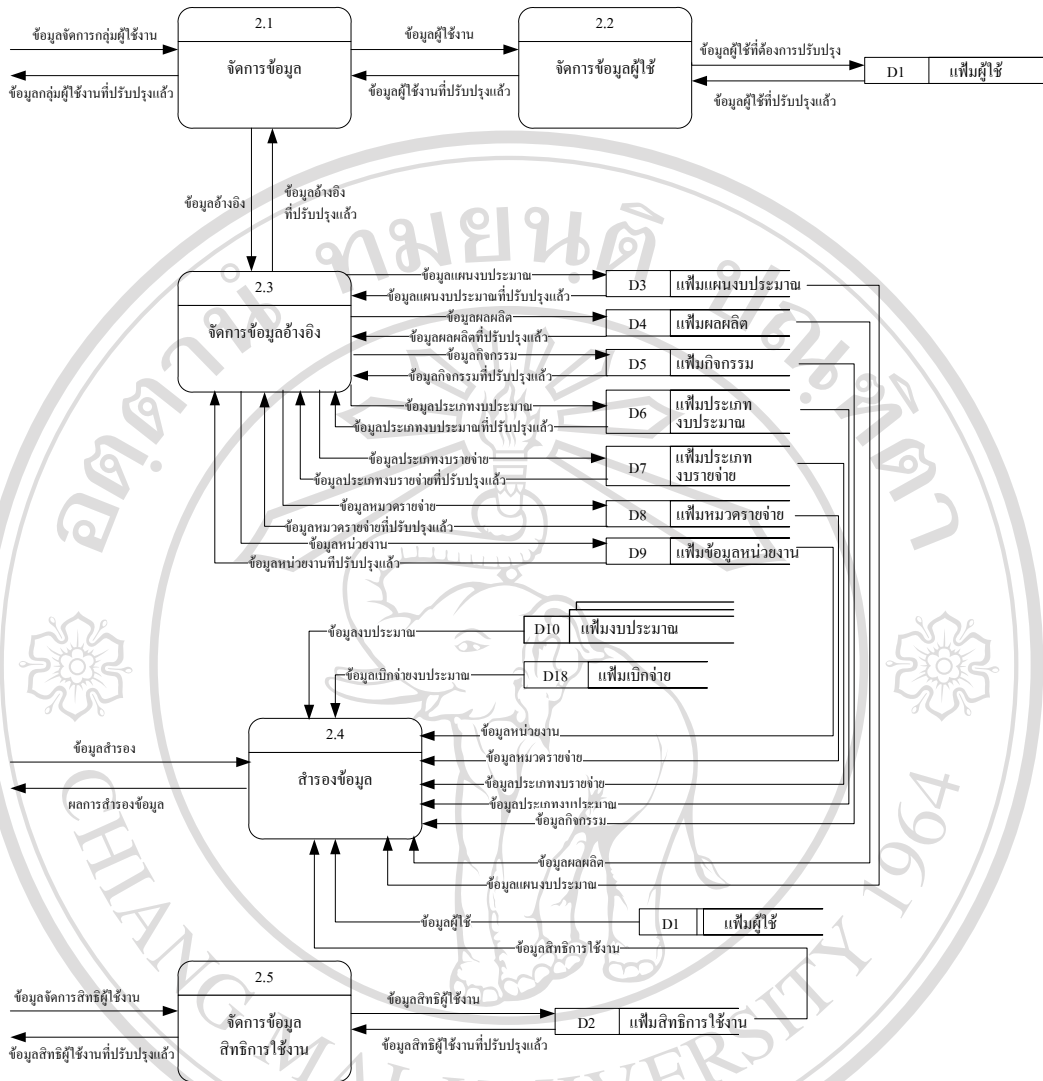 2.1
จัดการข้อมูล
2.2
จัดการข้อมูลผู้ใช้
ข้อมูลจัดการกลุ่มผู้ใช้งาน
ข้อมูลกลุ่มผู้ใช้งานที่ปรับปรุงแล้ว
ข้อมูลผู้ใช้งาน
ข้อมูลผู้ใช้งานที่ปรับปรุงแล้ว
ข้อมูลผู้ใช้ที่ต้องการปรับปรุง
ข้อมูลผู้ใช้ที่ปรับปรุงแล้ว
D1 แฟ้มผู้ใช้
ข้อมูลอ้างอิง
ข้อมูลอ้างอิง
ที่ปรับปรุงแล้ว
2.3
จัดการข้อมูลอ้างอิง
ข้อมูลแผนงบประมาณ
ข้อมูลแผนงบประมาณที่ปรับปรุงแล้ว
D3 แฟ้มแผนงบประมาณ
ข้อมูลผลผลิต
ข้อมูลผลผลิตที่ปรับปรุงแล้ว
D4 แฟ้มผลผลิต
ข้อมูลกิจกรรม
ข้อมูลกิจกรรมที่ปรับปรุงแล้ว
D5 แฟ้มกิจกรรม
ข้อมูลประเภทงบประมาณ
ข้อมูลประเภทงบประมาณที่ปรับปรุงแล้ว
D6 แฟ้มประเภท
งบประมาณ
ข้อมูลประเภทงบรายจ่าย
ข้อมูลประเภทงบรายจ่ายที่ปรับปรุงแล้ว
D7 แฟ้มประเภท
งบรายจ่าย
ข้อมูลหมวดรายจ่าย
ข้อมูลหมวดรายจ่ายที่ปรับปรุงแล้ว
D8 แฟ้มหมวดรายจ่าย
ข้อมูลหน่วยงาน
ข้อมูลหน่วยงานที่ปรับปรุงแล้ว
D9 แฟ้มข้อมูลหน่วยงาน
ข้อมูลงบประมาณ
D10 แฟ้มงบประมาณ
ข้อมูลเบิกจ่ายงบประมาณ
D18 แฟ้มเบิกจ่าย
2.4
สำรองข้อมูล
ข้อมูลสำรอง
ผลการสำรองข้อมูล
ข้อมูลหน่วยงาน
ข้อมูลหมวดรายจ่าย
ข้อมูลประเภทงบรายจ่าย
ข้อมูลประเภทงบประมาณ
ข้อมูลกิจกรรม
ข้อมูลผลผลิต
ข้อมูลแผนงบประมาณ
ข้อมูลผู้ใช้
D1 แฟ้มผู้ใช้
ข้อมูลสิทธิการใช้งาน
2.5
จัดการข้อมูล
สิทธิการใช้งาน
ข้อมูลจัดการสิทธิผู้ใช้งาน
ข้อมูลสิทธิผู้ใช้งานที่ปรับปรุงแล้ว
ข้อมูลสิทธิผู้ใช้งาน
ข้อมูลสิทธิผู้ใช้งานที่ปรับปรุงแล้ว
D2 แฟ้มสิทธิการใช้งาน
อตฺตานํ ทมยนฺติ ปณฺฑิตา
CHIANG MAI UNIVERSITY 1964